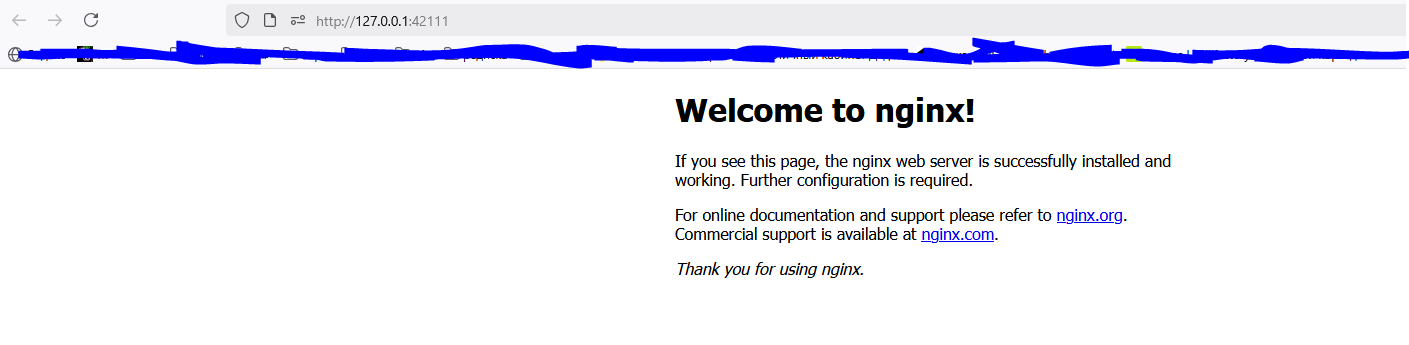 http://127.0.0.1:42111
Welcome to nginx!
If you see this page, the nginx web server is successfully installed and
working. Further configuration is required.
For online documentation and support please refer to nginx.org.
Commercial support is available at nginx.com.
Thank you for using nginx.